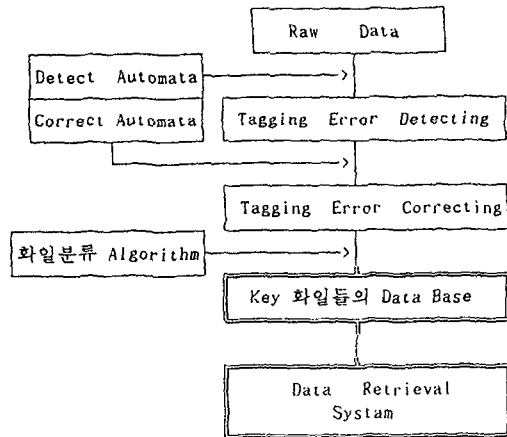 Raw Data
Detect Automata
Correct Automata
Tagging Error Detecting
Tagging Error Correcting
화일분류 Algorithm
Key 화일들의 Data Base
Data Retrieval
Systam